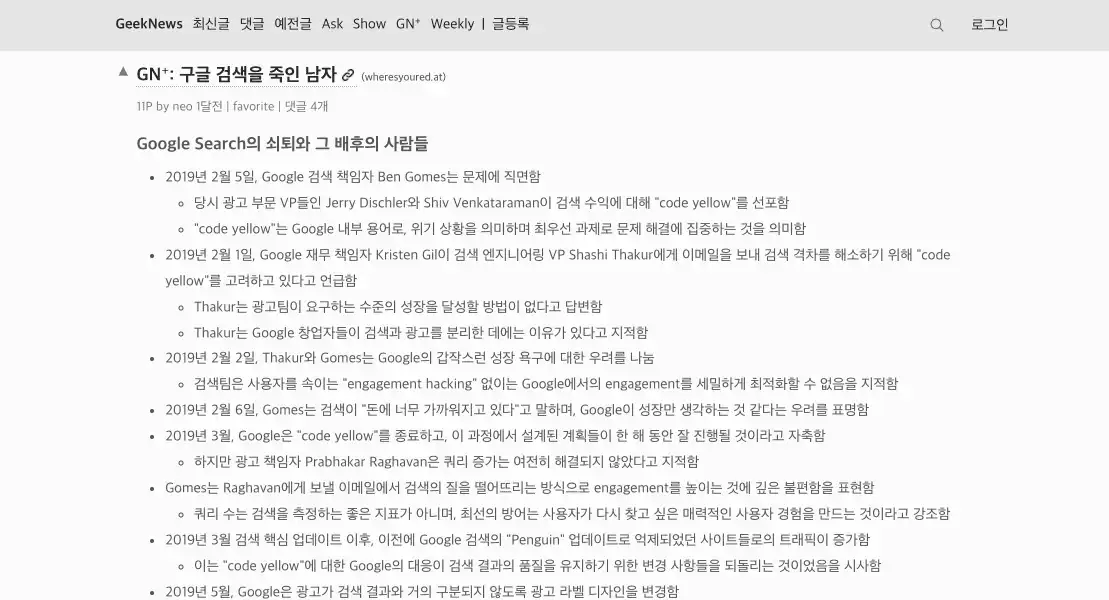 GeekNews 최신글 댓글 예전글 Ask Show GN⁺ Weekly | 글등록 로그인
▲ GN⁺: 구글 검색을 죽인 남자 (wheresyoured.at)
11P by neo 1달전 | favorite | 댓글 4개
Google Search의 쇠퇴와 그 배후의 사람들
• 2019년 2월 5일, Google 검색 책임자 Ben Gomes는 문제에 직면함
◦ 당시 광고 부문 VP들인 Jerry Dischler와 Shiv Venkataraman이 검색 수익에 대해 "code yellow"를 선포함
◦ "code yellow"는 Google 내부 용어로, 위기 상황을 의미하며 최우선 과제로 문제 해결에 집중하는 것을 의미함
• 2019년 2월 1일, Google 재무 책임자 Kristen Gil이 검색 엔지니어링 VP Shashi Thakur에게 이메일을 보내 검색 격차를 해소하기 위해 "code
yellow"를 고려하고 있다고 언급함
◦ Thakur는 광고팀이 요구하는 수준의 성장을 달성할 방법이 없다고 답변함
◦ Thakur는 Google 창업자들이 검색과 광고를 분리한 데에는 이유가 있다고 지적함
• 2019년 2월 2일, Thakur와 Gomes는 Google의 갑작스런 성장 욕구에 대한 우려를 나눔
◦ 검색팀은 사용자를 속이는 "engagement hacking" 없이는 Google에서의 engagement를 세밀하게 최적화할 수 없음을 지적함
• 2019년 2월 6일, Gomes는 검색이 "돈에 너무 가까워지고 있다"고 말하며, Google이 성장만 생각하는 것 같다는 우려를 표명함
• 2019년 3월, Google은 "code yellow"를 종료하고, 이 과정에서 설계된 계획들이 한 해 동안 잘 진행될 것이라고 자축함
◦ 하지만 광고 책임자 Prabhakar Raghavan은 쿼리 증가는 여전히 해결되지 않았다고 지적함
• Gomes는 Raghavan에게 보낼 이메일에서 검색의 질을 떨어뜨리는 방식으로 engagement를 높이는 것에 깊은 불편함을 표현함
◦ 쿼리 수는 검색을 측정하는 좋은 지표가 아니며, 최선의 방어는 사용자가 다시 찾고 싶은 매력적인 사용자 경험을 만드는 것이라고 강조함
• 2019년 3월 검색 핵심 업데이트 이후, 이전에 Google 검색의 "Penguin" 업데이트로 억제되었던 사이트들로의 트래픽이 증가함
◦ 이는 "code yellow"에 대한 Google의 대응이 검색 결과의 품질을 유지하기 위한 변경 사항들을 되돌리는 것이었음을 시사함
• 2019년 5월, Google은 광고가 검색 결과와 거의 구분되지 않도록 광고 라벨 디자인을 변경함